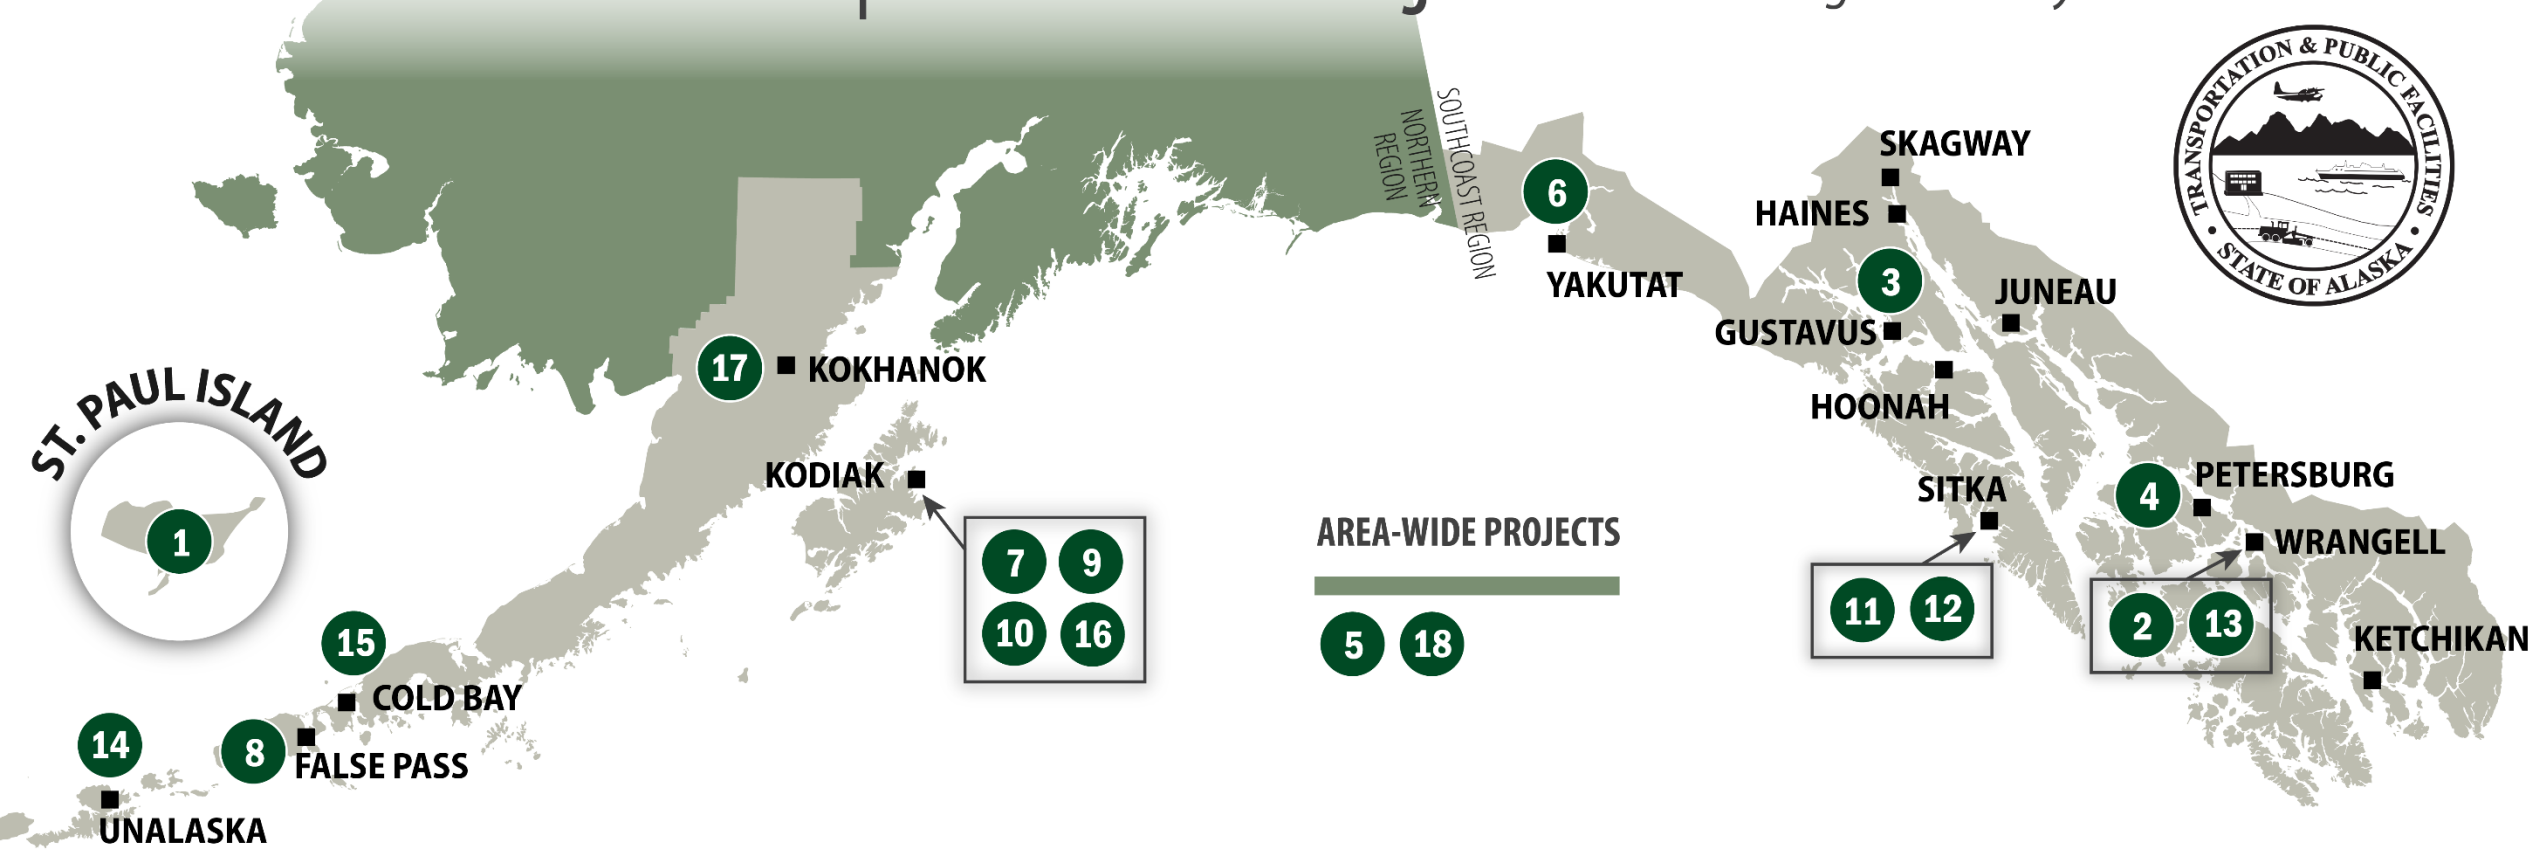 TRANSPORTATION & PUBLIC FACILITIES
• STATE OF ALASKA •
SOUTHCOAST REGION
NORTHERN
REGION
SKAGWAY
6
HAINES
YAKUTAT
3
JUNEAU
GUSTAVUS
17
KOKHANOK
HOONAH
ST. PAUL ISLAND
1
KODIAK
7 9
10 16
AREA-WIDE PROJECTS
5 18
SITKA
11 12
4
PETERSBURG
WRANGELL
2 13
KETCHIKAN
15
COLD BAY
14
8
FALSE PASS
UNALASKA